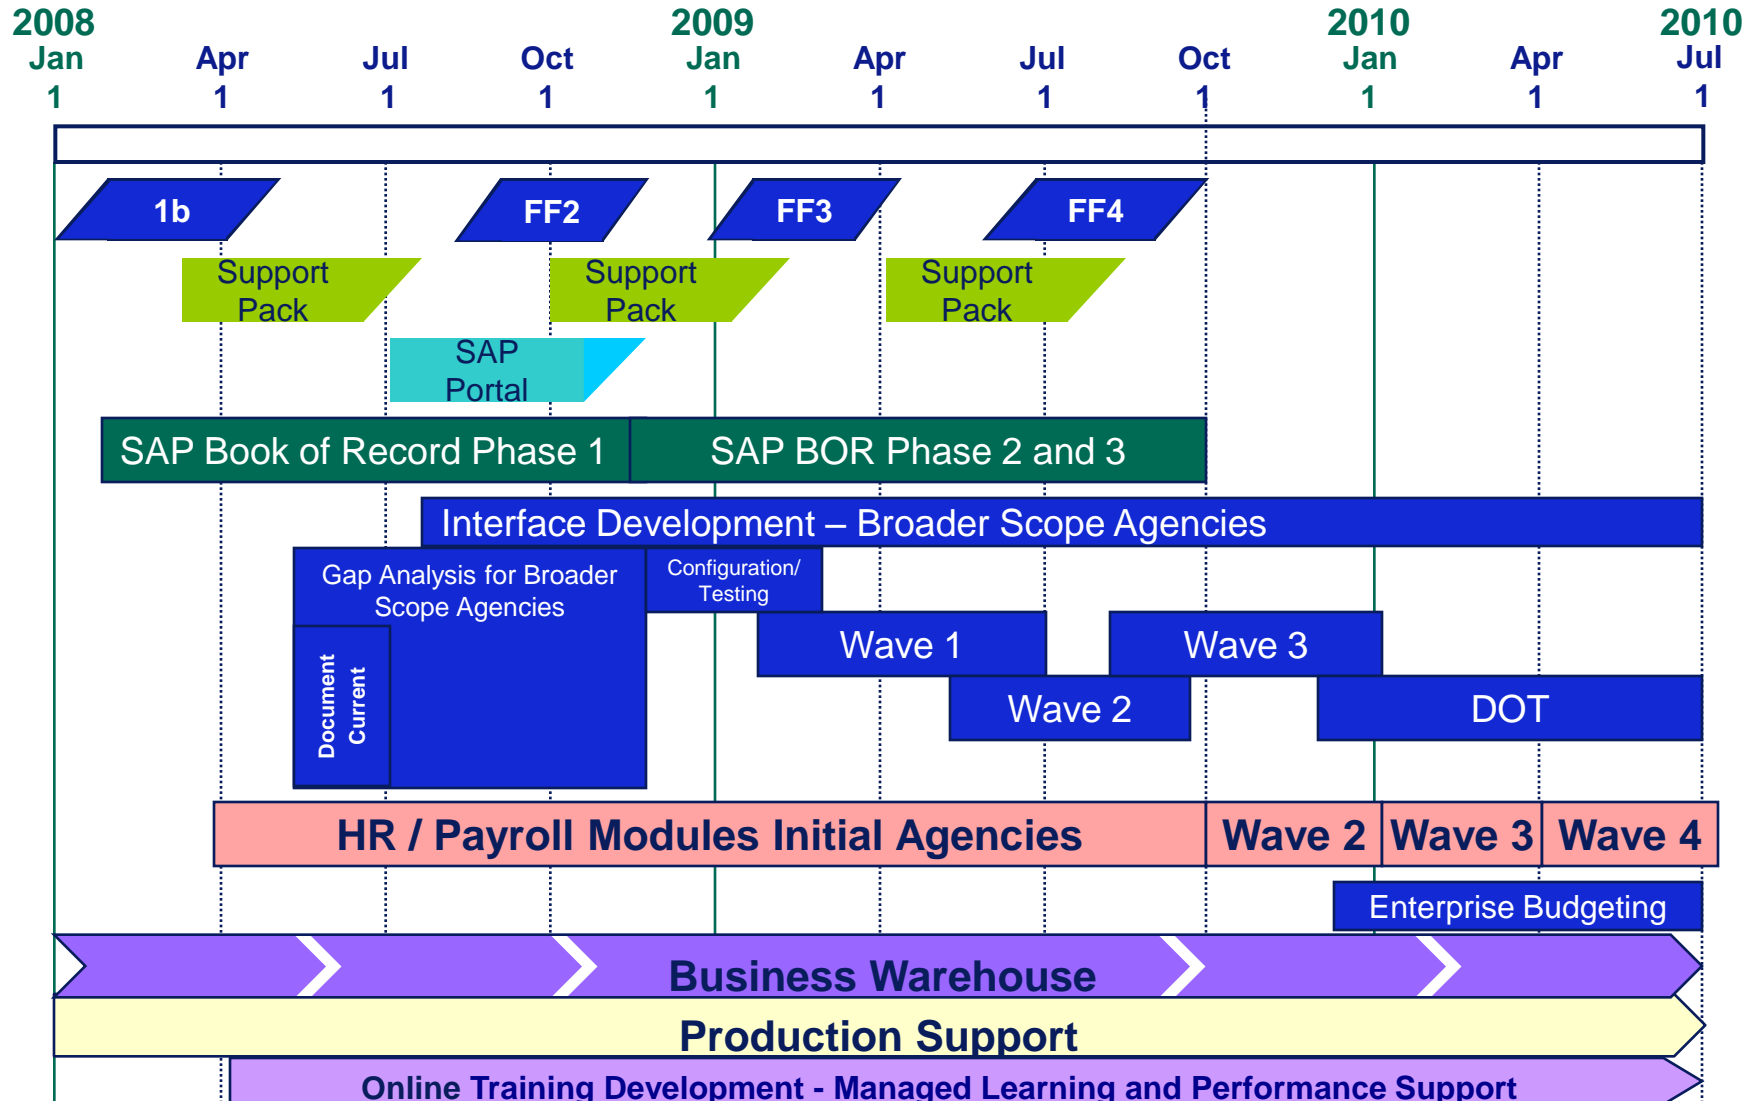 2008 2009 2010 2010
Jan Apr Jul Oct Jan Apr Jul Oct Jan Apr Jul
1 1 1 1 1 1 1 1 1 1 1
1b FF2 FF3 FF4
Support
Pack
Support
Pack
Support
Pack
SAP
Portal
SAP Book of Record Phase 1
SAP BOR Phase 2 and 3
Interface Development – Broader Scope Agencies
Gap Analysis for Broader
Scope Agencies
Configuration/
Testing
Document
Current
Wave 1
Wave 3
Wave 2
DOT
HR / Payroll Modules Initial Agencies
Wave 2
Wave 3
Wave 4
Enterprise Budgeting
Business Warehouse
Production Support
Online Training Development - Managed Learning and Performance Support